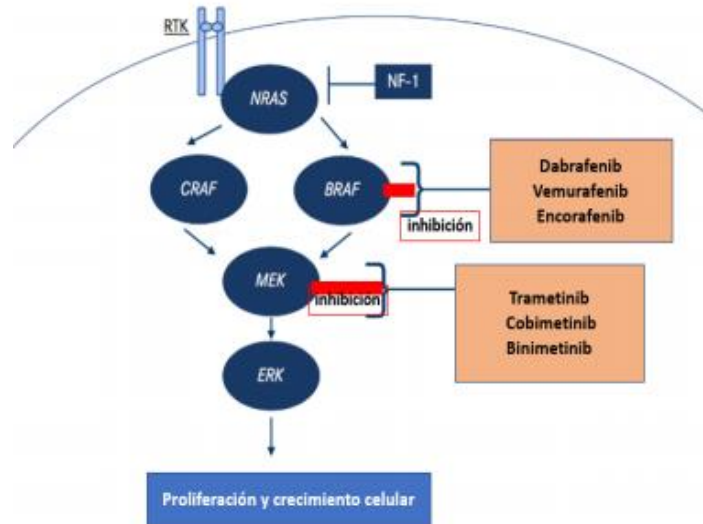 RTK
NRAS
NF-1
CRAF
BRAF
inhibición
Dabrafenib
Vemurafenib
Encorafenib
MEK
inhibición
Trametinib
Cobimetinib
Binimetinib
ERK
Proliferación y crecimiento celular